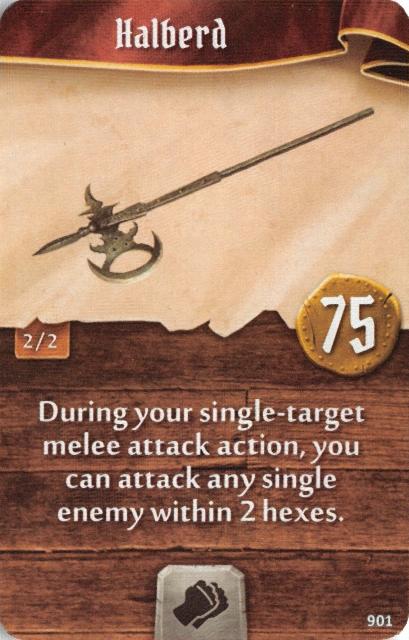 Halberd
75
2/2
During your single-target
melee attack action, you
can attack any single
enemy within 2 hexes.
901